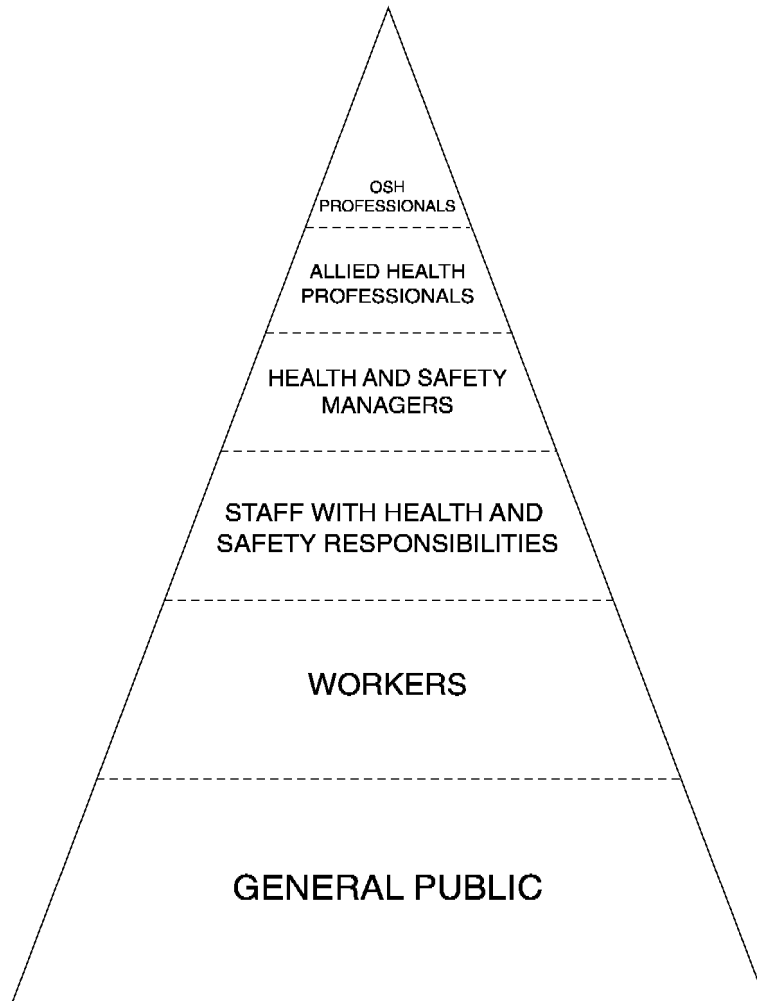 OSH
PROFESSIONALS
ALLIED HEALTH
PROFESSIONALS
HEALTH AND SAFETY
MANAGERS
STAFF WITH HEALTH AND
SAFETY RESPONSIBILITIES
WORKERS
GENERAL PUBLIC